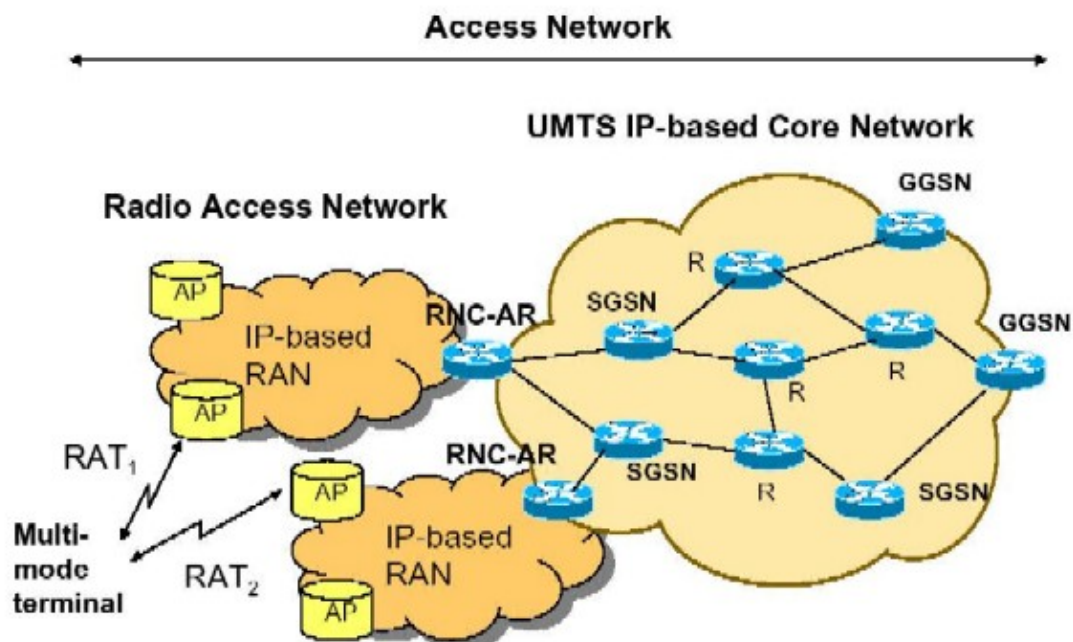 Access Network
UMTS IP-based Core Network
GGSN
Radio Access Network
R
AP
SGSN
RNC-AR
GGSN
IP-based
RAN
R
R
AP
RAT1
RNC-AR
SGSN
R
SGSN
AP
Multi-
mode
terminal
RAT2
IP-based
RAN
AP